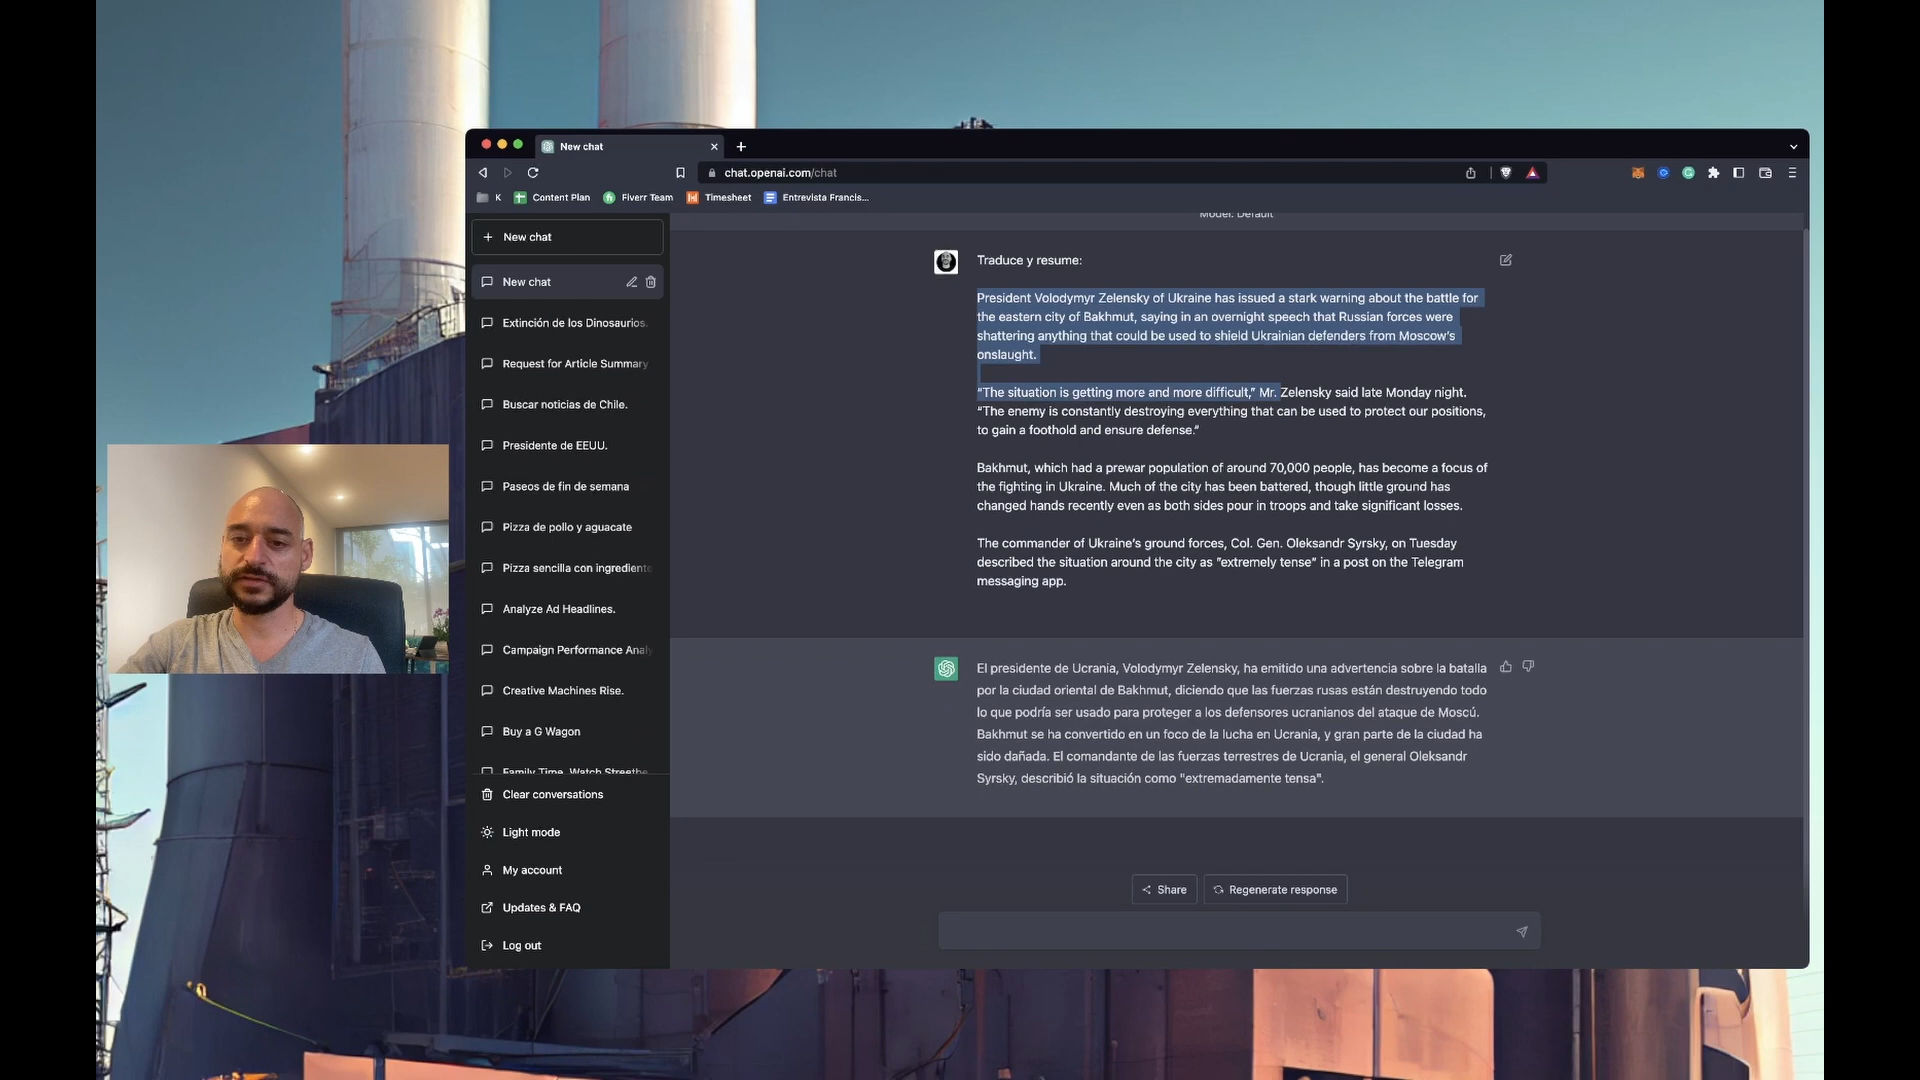 New chat
chat.openai.com/chat
K
Content Plan
Fiverr Team
Timesheet
Entrevista Francis...
New chat
New chat
Extinción de los Dinosaurios.
Request for Article Summary
Buscar noticias de Chile.
Presidente de EEUU.
Paseos de fin de semana
Pizza de pollo y aguacate
Pizza sencilla con ingrediente
Analyze Ad Headlines.
Campaign Performance Analy
Creative Machines Rise.
Buy a G Wagon
Family Time, Watch Streetbe
Clear conversations
Light mode
My account
Updates & FAQ
Log out
Model: Default
Traduce y resume:
President Volodymyr Zelensky of Ukraine has issued a stark warning about the battle for
the eastern city of Bakhmut, saying in an overnight speech that Russian forces were
shattering anything that could be used to shield Ukrainian defenders from Moscow’s
onslaught.
“The situation is getting more and more difficult,” Mr. Zelensky said late Monday night.
“The enemy is constantly destroying everything that can be used to protect our positions,
to gain a foothold and ensure defense.“
Bakhmut, which had a prewar population of around 70,000 people, has become a focus of
the fighting in Ukraine. Much of the city has been battered, though little ground has
changed hands recently even as both sides pour in troops and take significant losses.
The commander of Ukraine’s ground forces, Col. Gen. Oleksandr Syrsky, on Tuesday
described the situation around the city as “extremely tense” in a post on the Telegram
messaging app.
El presidente de Ucrania, Volodymyr Zelensky, ha emitido una advertencia sobre la batalla
por la ciudad oriental de Bakhmut, diciendo que las fuerzas rusas están destruyendo todo
lo que podría ser usado para proteger a los defensores ucranianos del ataque de Moscú.
Bakhmut se ha convertido en un foco de la lucha en Ucrania, y gran parte de la ciudad ha
sido dañada. El comandante de las fuerzas terrestres de Ucrania, el general Oleksandr
Syrsky, describió la situación como "extremadamente tensa".
Share
Regenerate response